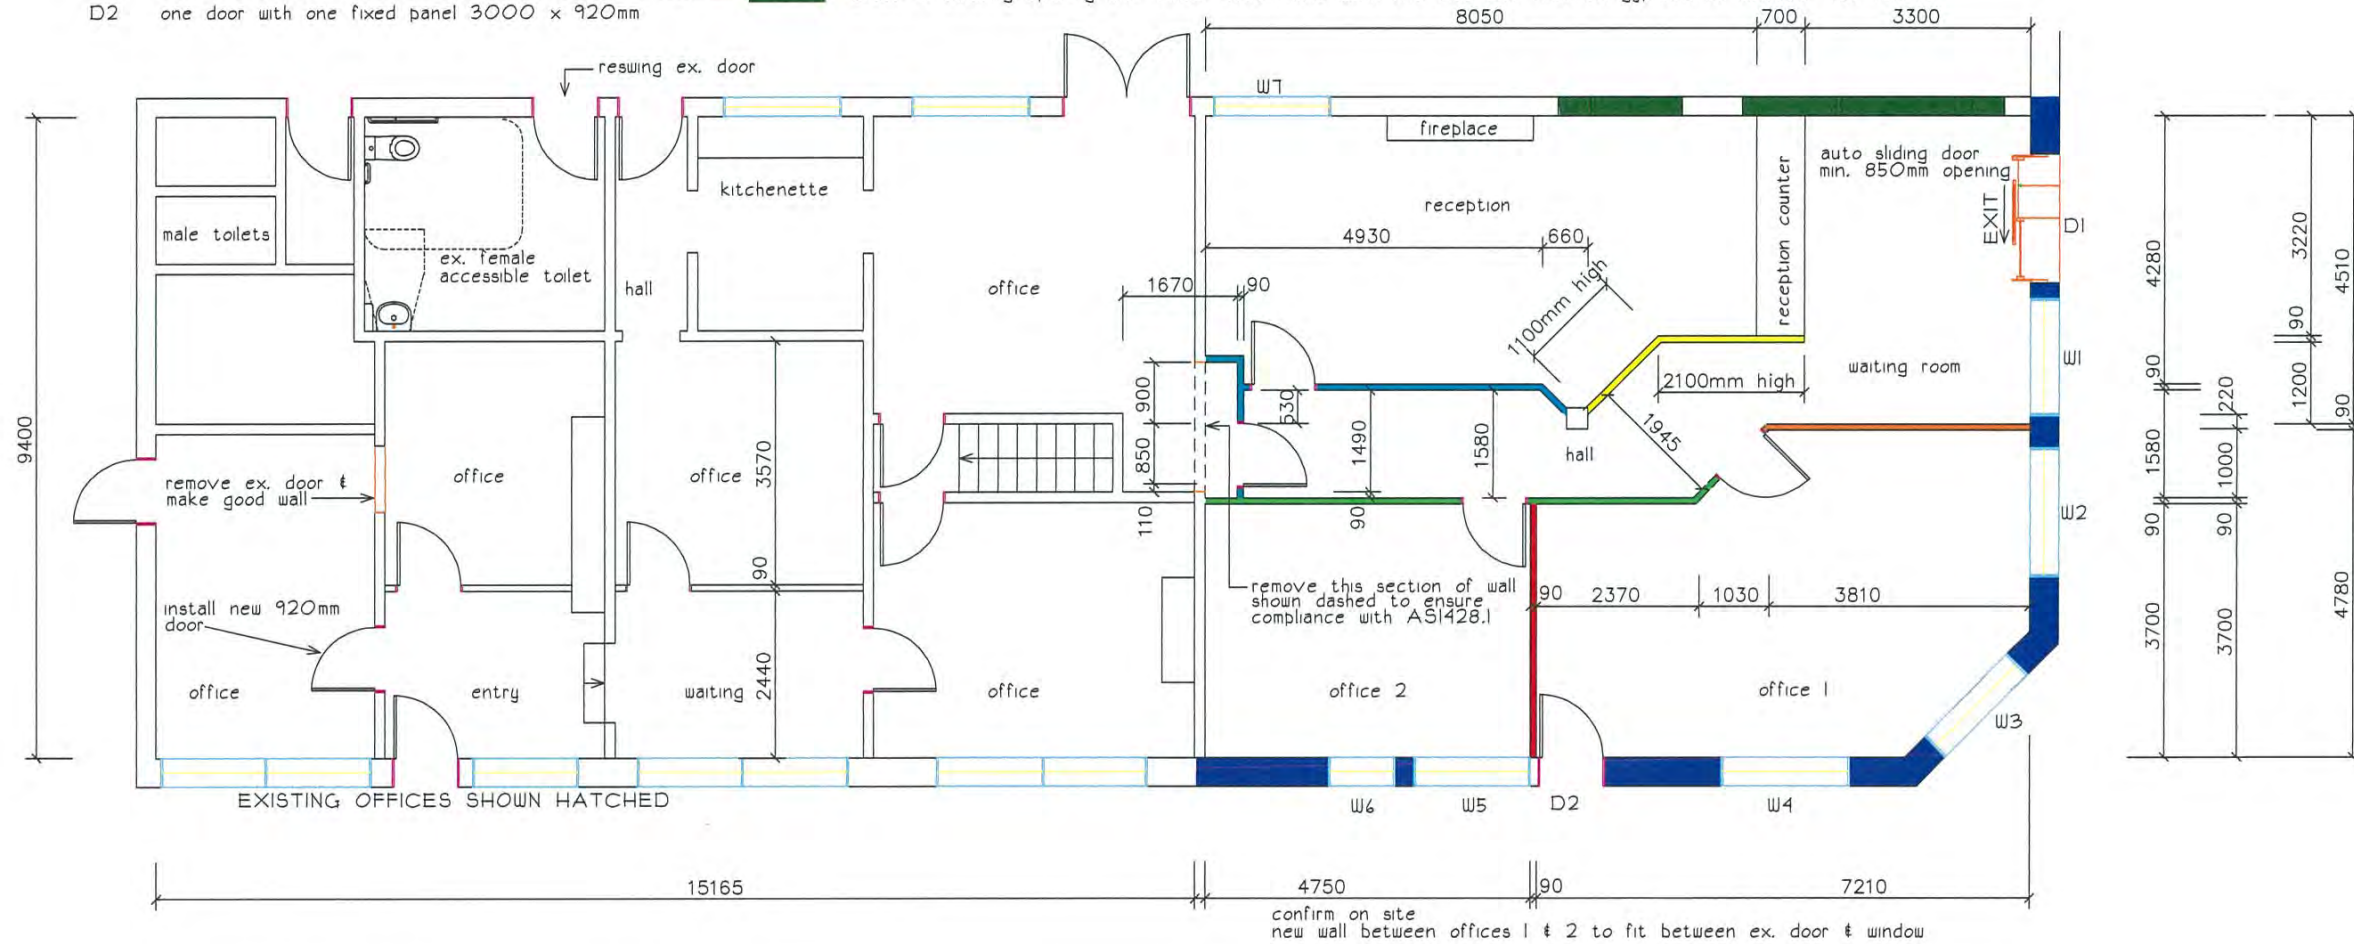 D2 one door with one fixed panel 3000 x 920mm
8050
700
3300
reswing ex. door
W7
fireplace
auto sliding door
min. 850mm opening
kitchenette
reception
reception counter
EXIT
D1
male toilets
4930
660
ex. female
accessible toilet
hall
office
1670
90
1100mm high
4280
32220
4510
90
W1
waiting room
2100mm high
90
1200
220
90
900
530
9400
850
1490
1580
1945
hall
1580
1000
office
office
3570
remove ex. door &
make good wall
110
90
W2
90
90
90
remove this section of wall
shown dashed to ensure
compliance with AS1428.1
90
2370
1030
3810
install new 920mm
door
3700
3700
4780
office
entry
waiting
2440
office
office 2
office 1
W3
EXISTING OFFICES SHOWN HATCHED
W6
W5
D2
W4
15165
4750
90
7210
confirm on site
new wall between offices 1 & 2 to fit between ex. door & window